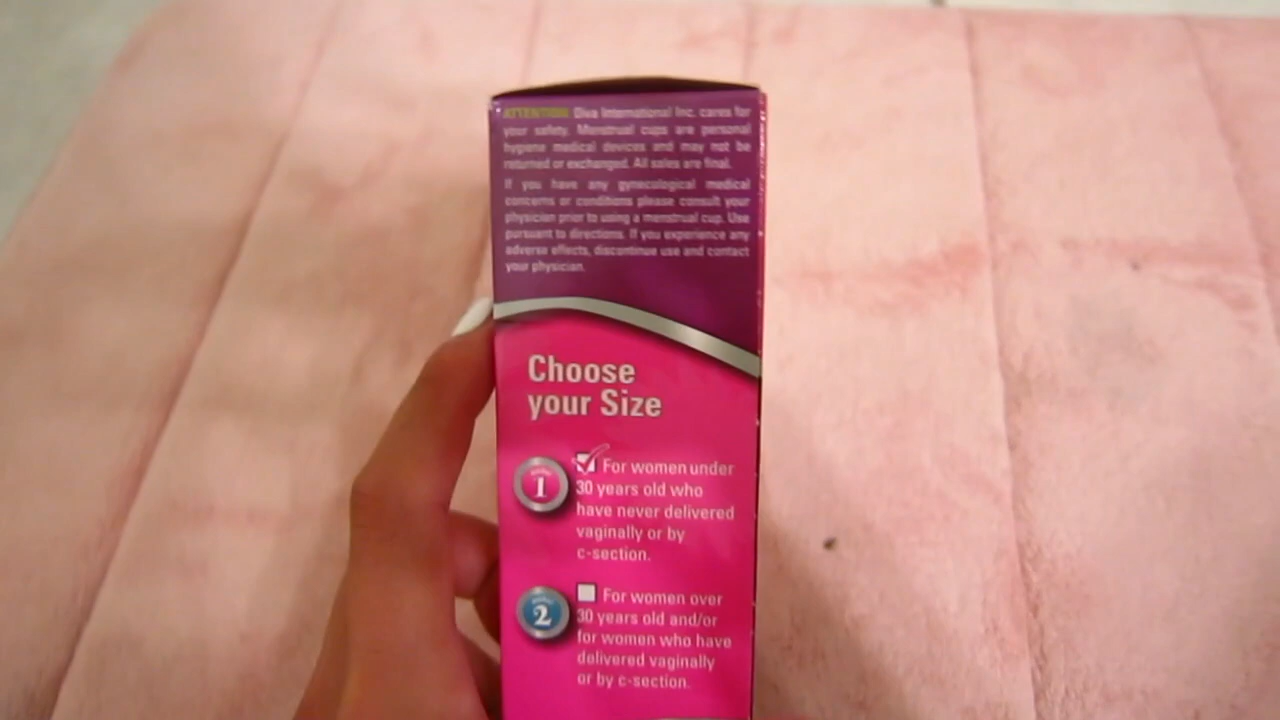 ATTENTION: Diva International Inc. cares for
your safety. Menstrual cups are personal
hygiene medical devices and may not be
returned or exchanged. All sales are final.
If you have any gynecological medical
concerns or conditions please consult your
physician prior to using a menstrual cup. Use
pursuant to directions. If you experience any
adverse effects, discontinue use and contact
your physician.
Choose
your Size
1 For women under
30 years old who
have never delivered
vaginally or by
c-section.
2 For women over
30 years old and/or
for women who have
delivered vaginally
or by c-section.